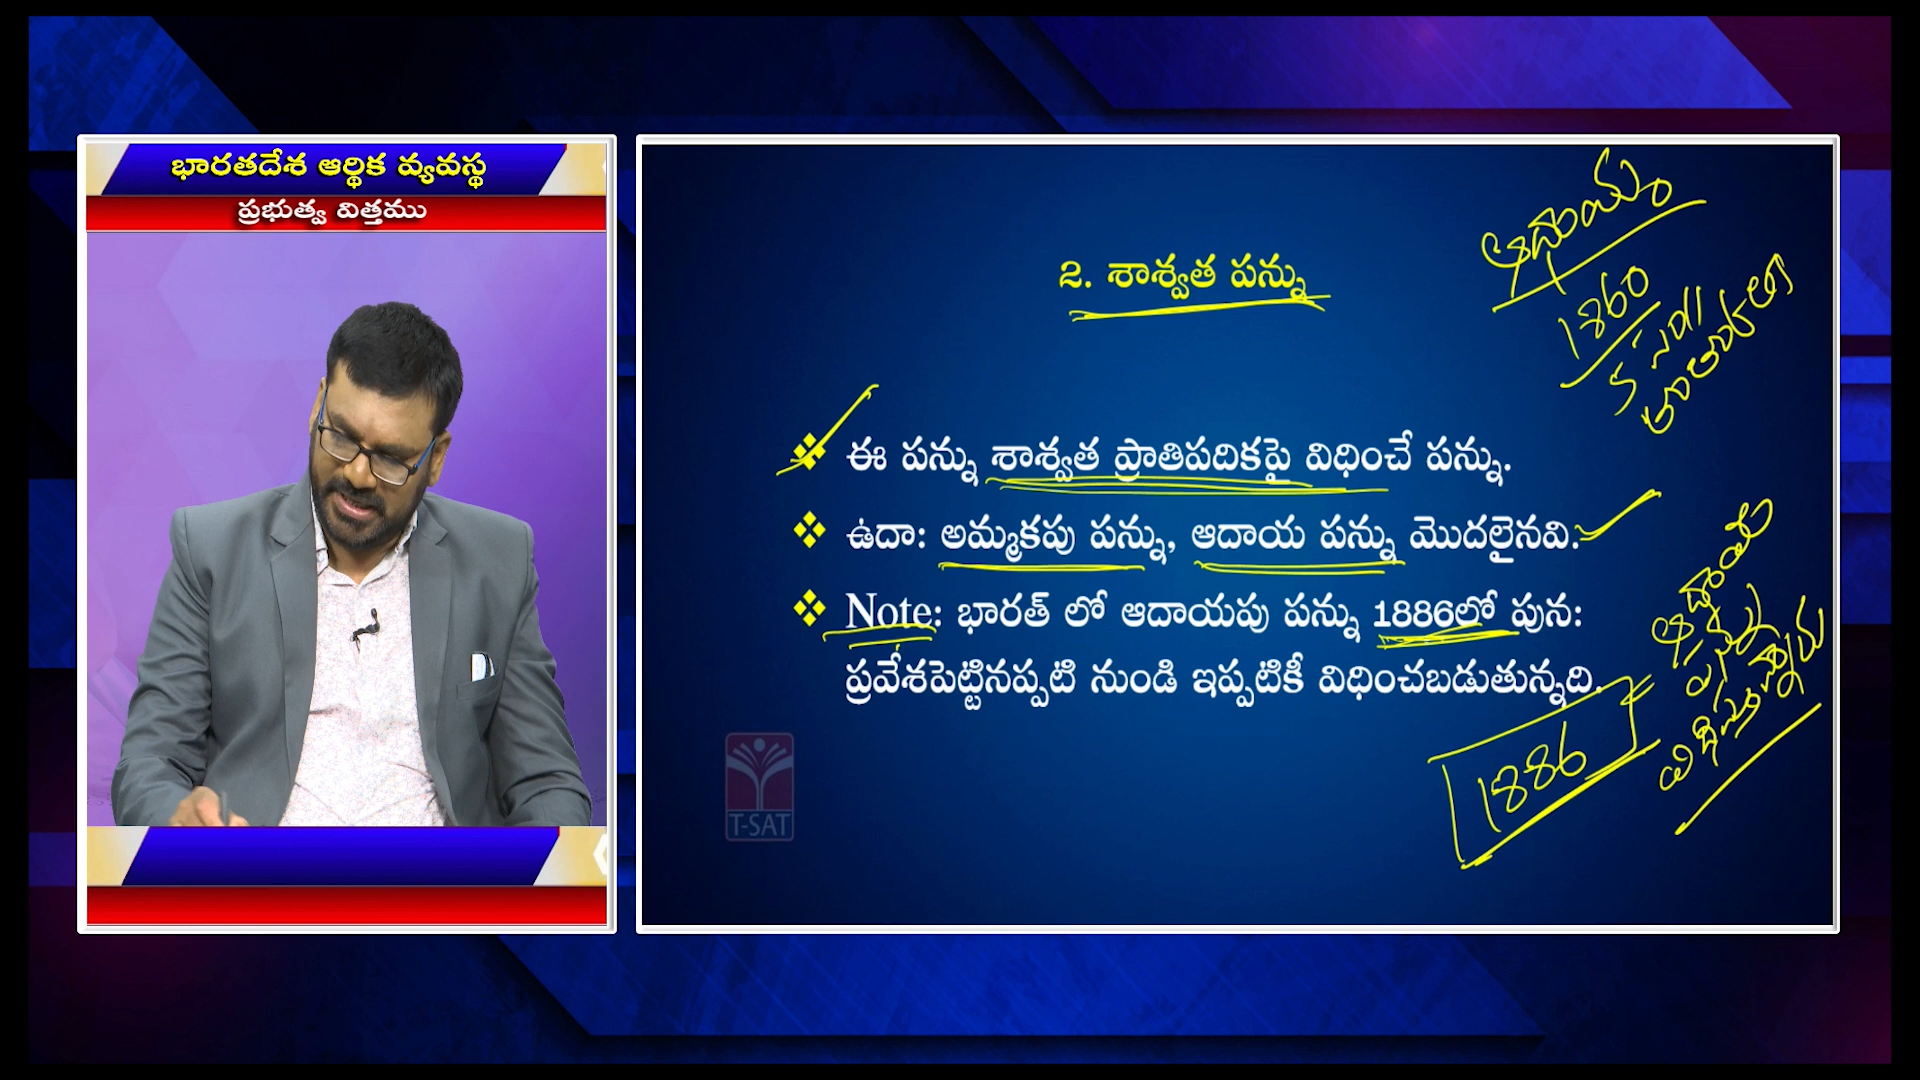 భారతదేశ ఆర్థిక వ్యవస్థ
ప్రభుత్వ విత్తము
2. శాశ్వత పన్ను
ఈ పన్ను శాశ్వత ప్రాతిపదికపై విధించే పన్ను.
ఉదా: అమ్మకపు పన్ను, ఆదాయ పన్ను మొదలైనవి.
Note: భారత్ లో ఆదాయపు పన్ను 1886లో పున:
ప్రవేశపెట్టినప్పటి నుండి ఇప్పటికీ విధించబడుతున్నది.
1860
ఆదాయ
పన్ను
విధిస్తున్నారు
1886
T-SAT